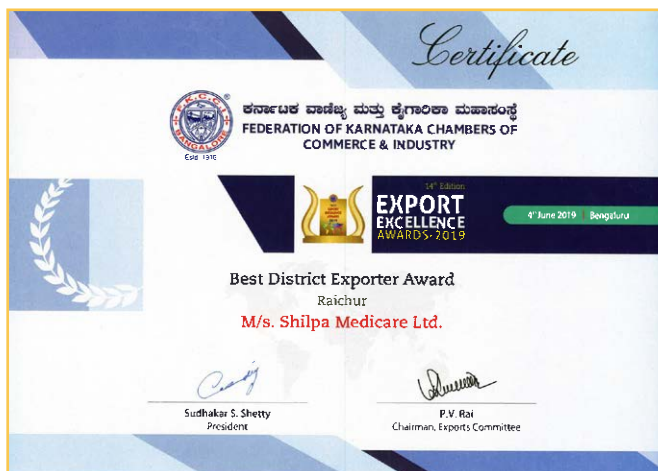 Certificate
F.K.C.C.I.
BANGALORE
®
Estd. 1916
ಕರ್ನಾಟಕ ವಾಣಿಜ್ಯ ಮತ್ತು ಕೈಗಾರಿಕಾ ಮಹಾಸಂಸ್ಥೆ
FEDERATION OF KARNATAKA CHAMBERS OF
COMMERCE & INDUSTRY
14th Edition
EXPORT
EXCELLENCE
AWARDS-2019
4th June 2019 | Bengaluru
Best District Exporter Award
Raichur
M/s. Shilpa Medicare Ltd.
Sudhakar S. Shetty
President
P.V. Rai
Chairman, Exports Committee